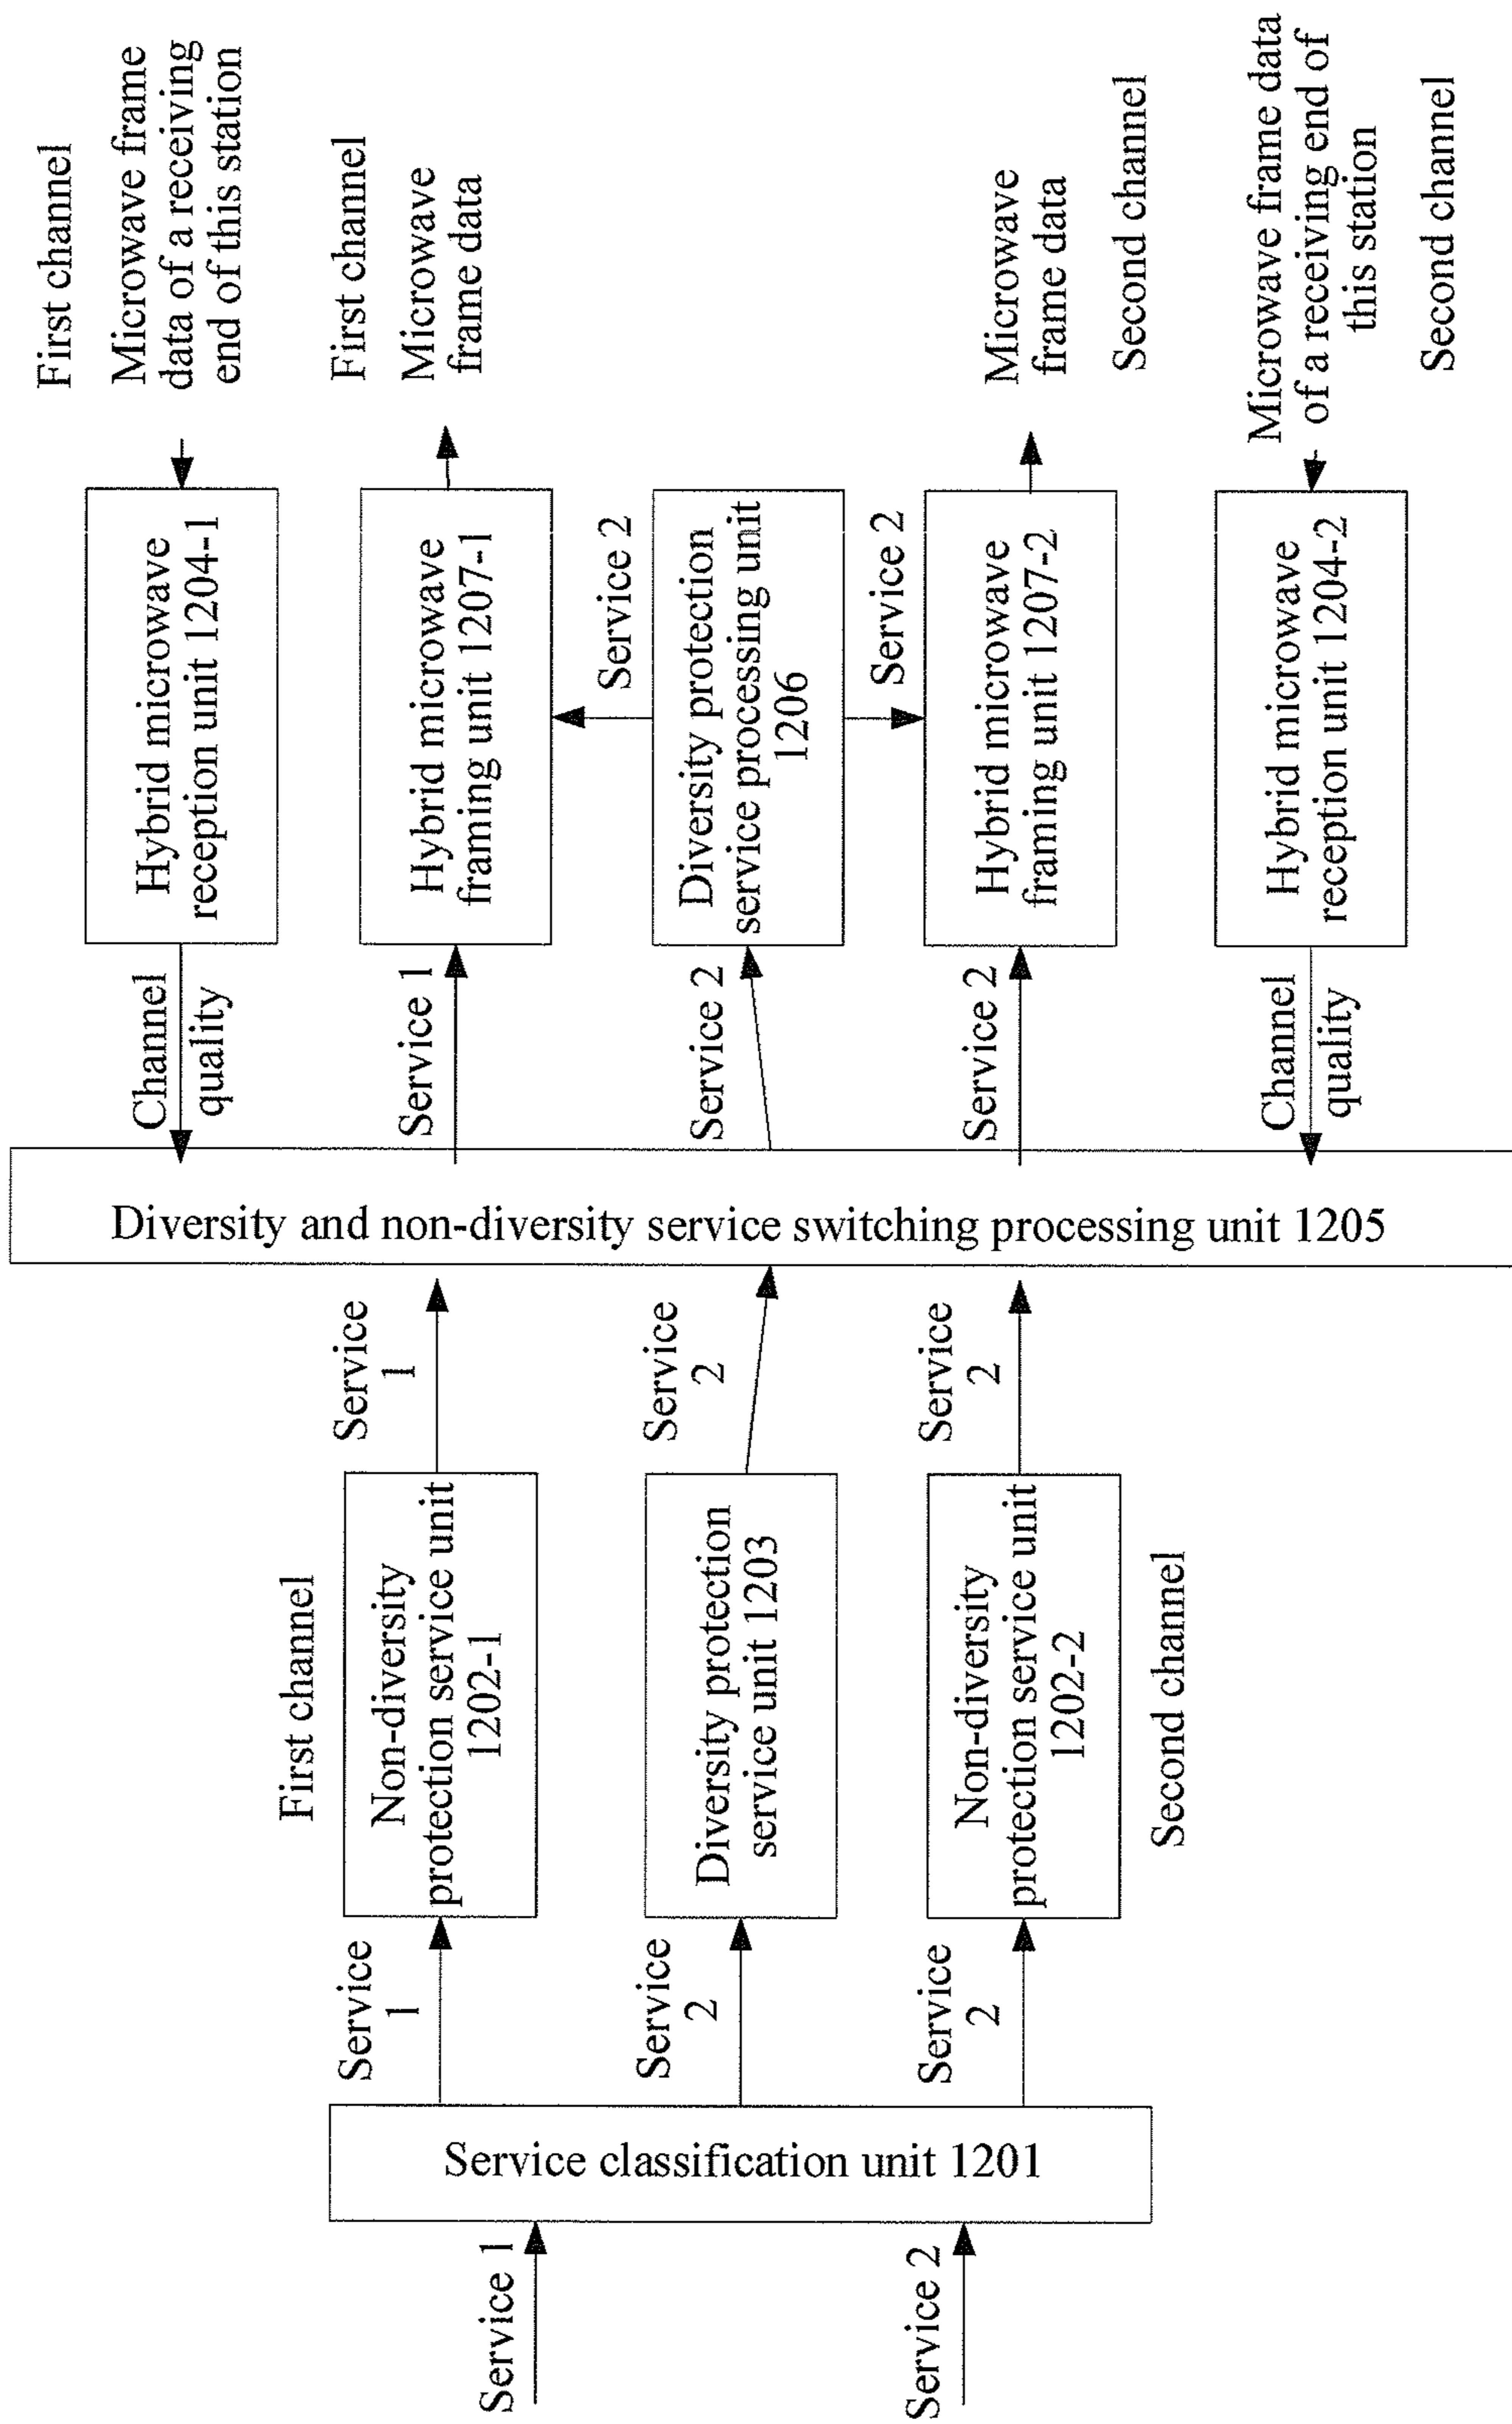 Service 1
Service 2
Service classification unit 1201
Service
1
Service
2
Service
2
First channel
Non-diversity
protection service unit
1202-1
Diversity protection
service unit 1203
Non-diversity
protection service unit
1202-2
Second channel
Service
1
Service
2
Service
2
Diversity and non-diversity service switching processing unit 1205
Channel
quality
Service 1
Service 2
Service 2
Channel
quality
Hybrid microwave
reception unit 1204-1
Hybrid microwave
framing unit 1207-1
Service 2
Diversity protection
service processing unit
1206
Service 2
Hybrid microwave
framing unit 1207-2
Hybrid microwave
reception unit 1204-2
First channel
Microwave frame
data of a receiving
end of this station
First channel
Microwave
frame data
Microwave
frame data
Second channel
Microwave frame data
of a receiving end of
this station
Second channel